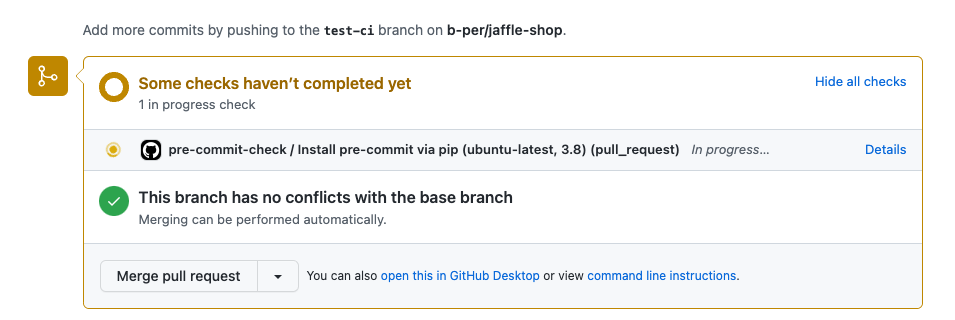 Add more commits by pushing to the test-ci branch on b-per/jaffle-shop.
Some checks haven’t completed yet
Hide all checks
1 in progress check
pre-commit-check / Install pre-commit via pip (ubuntu-latest, 3.8) (pull_request) In progress...
Details
This branch has no conflicts with the base branch
Merging can be performed automatically.
Merge pull request
You can also open this in GitHub Desktop or view command line instructions.